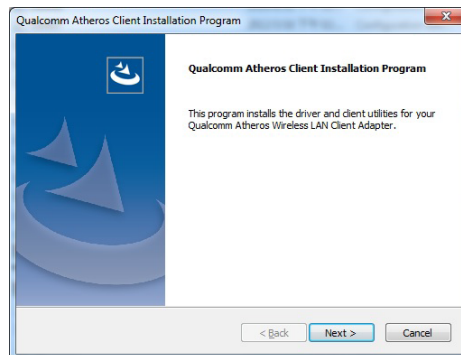 Qualcomm Atheros Client Installation Program
Qualcomm Atheros Client Installation Program
This program installs the driver and client utilities for your
Qualcomm Atheros Wireless LAN Client Adapter.
< Back Next > Cancel